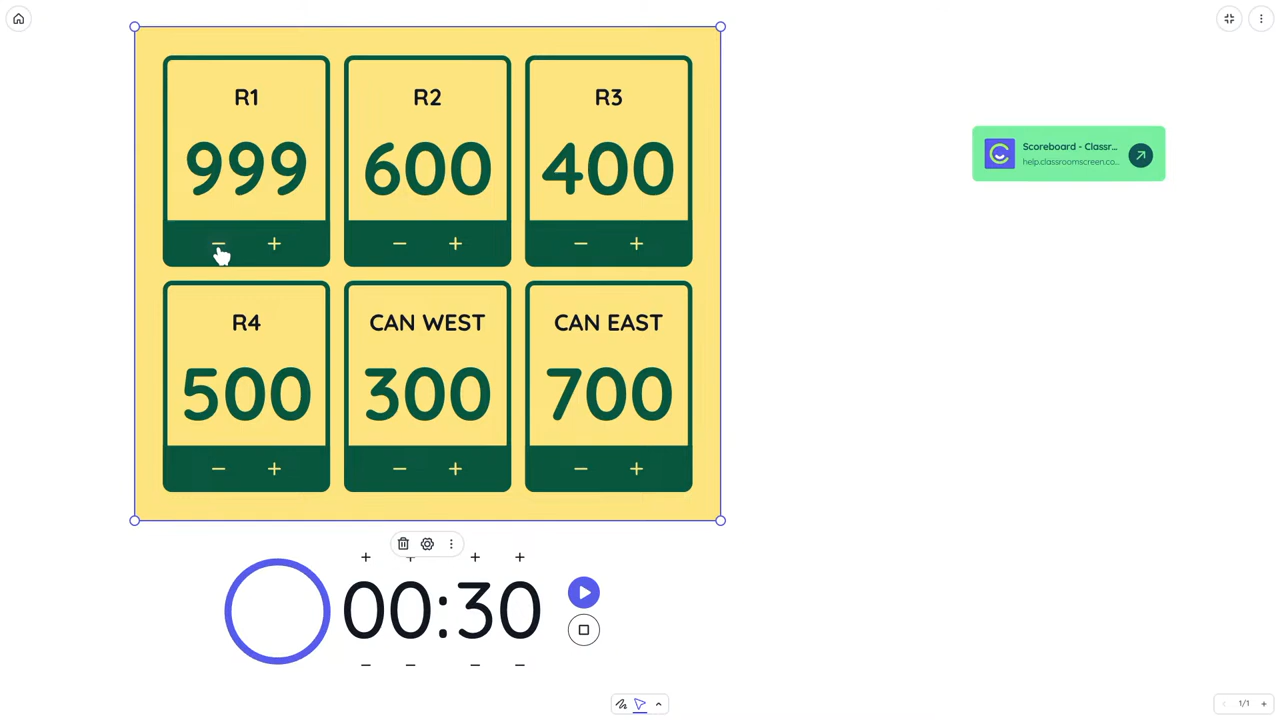 R1
999
− +
R2
600
− +
R3
400
− +
R4
500
− +
CAN WEST
300
− +
CAN EAST
700
− +
Scoreboard - Classr...
help.classroomscreen.co...
+ + + +
00:30
− − − −
1/1 +